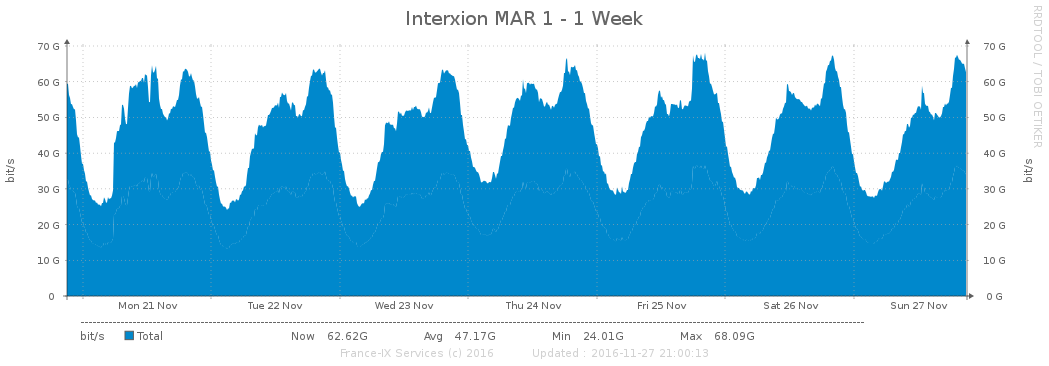 Interxion MAR 1 - 1 Week
RRDTOOL / TOBI OETIKER
bit/s
bit/s
70 G 70 G
60 G 60 G
50 G 50 G
40 G 40 G
30 G 30 G
20 G 20 G
10 G 10 G
0 0 G
Mon 21 Nov Tue 22 Nov Wed 23 Nov Thu 24 Nov Fri 25 Nov Sat 26 Nov Sun 27 Nov
bit/s Total Now 62.62G Avg 47.17G Min 24.01G Max 68.09G
France-IX Services (c) 2016 Updated : 2016-11-27 21:00:13